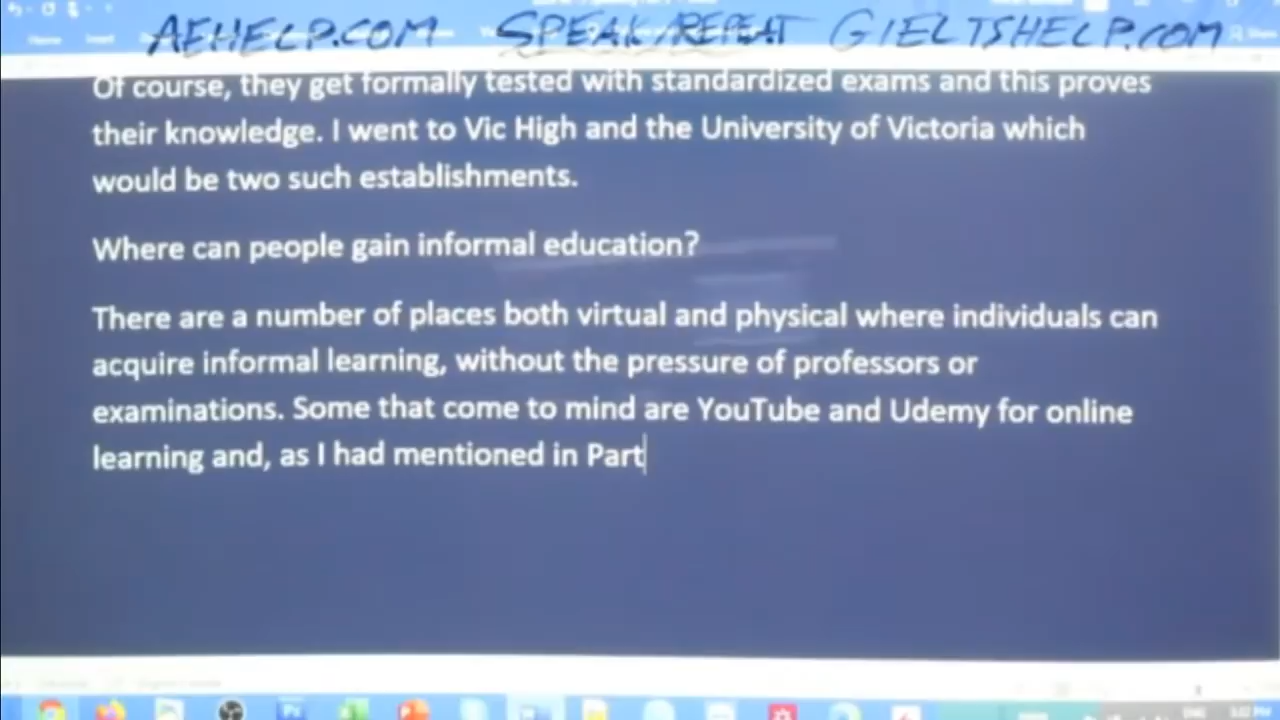 AEHELP.COM SPEAK/REPEAT GIELTSHELP.COM
Of course, they get formally tested with standardized exams and this proves
their knowledge. I went to Vic High and the University of Victoria which
would be two such establishments.
Where can people gain informal education?
There are a number of places both virtual and physical where individuals can
acquire informal learning, without the pressure of professors or
examinations. Some that come to mind are YouTube and Udemy for online
learning and, as I had mentioned in Part